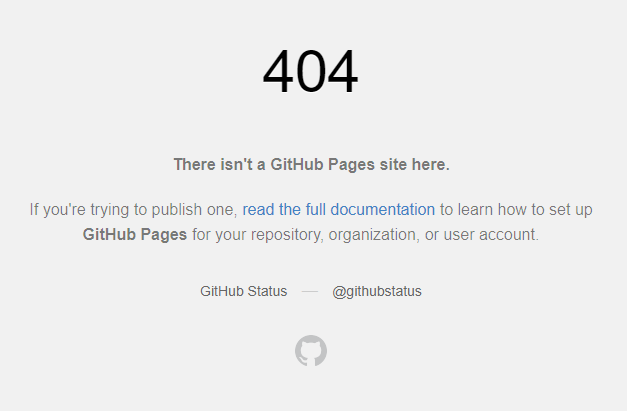 404
There isn't a GitHub Pages site here.
If you're trying to publish one, read the full documentation to learn how to set up
GitHub Pages for your repository, organization, or user account.
GitHub Status — @githubstatus